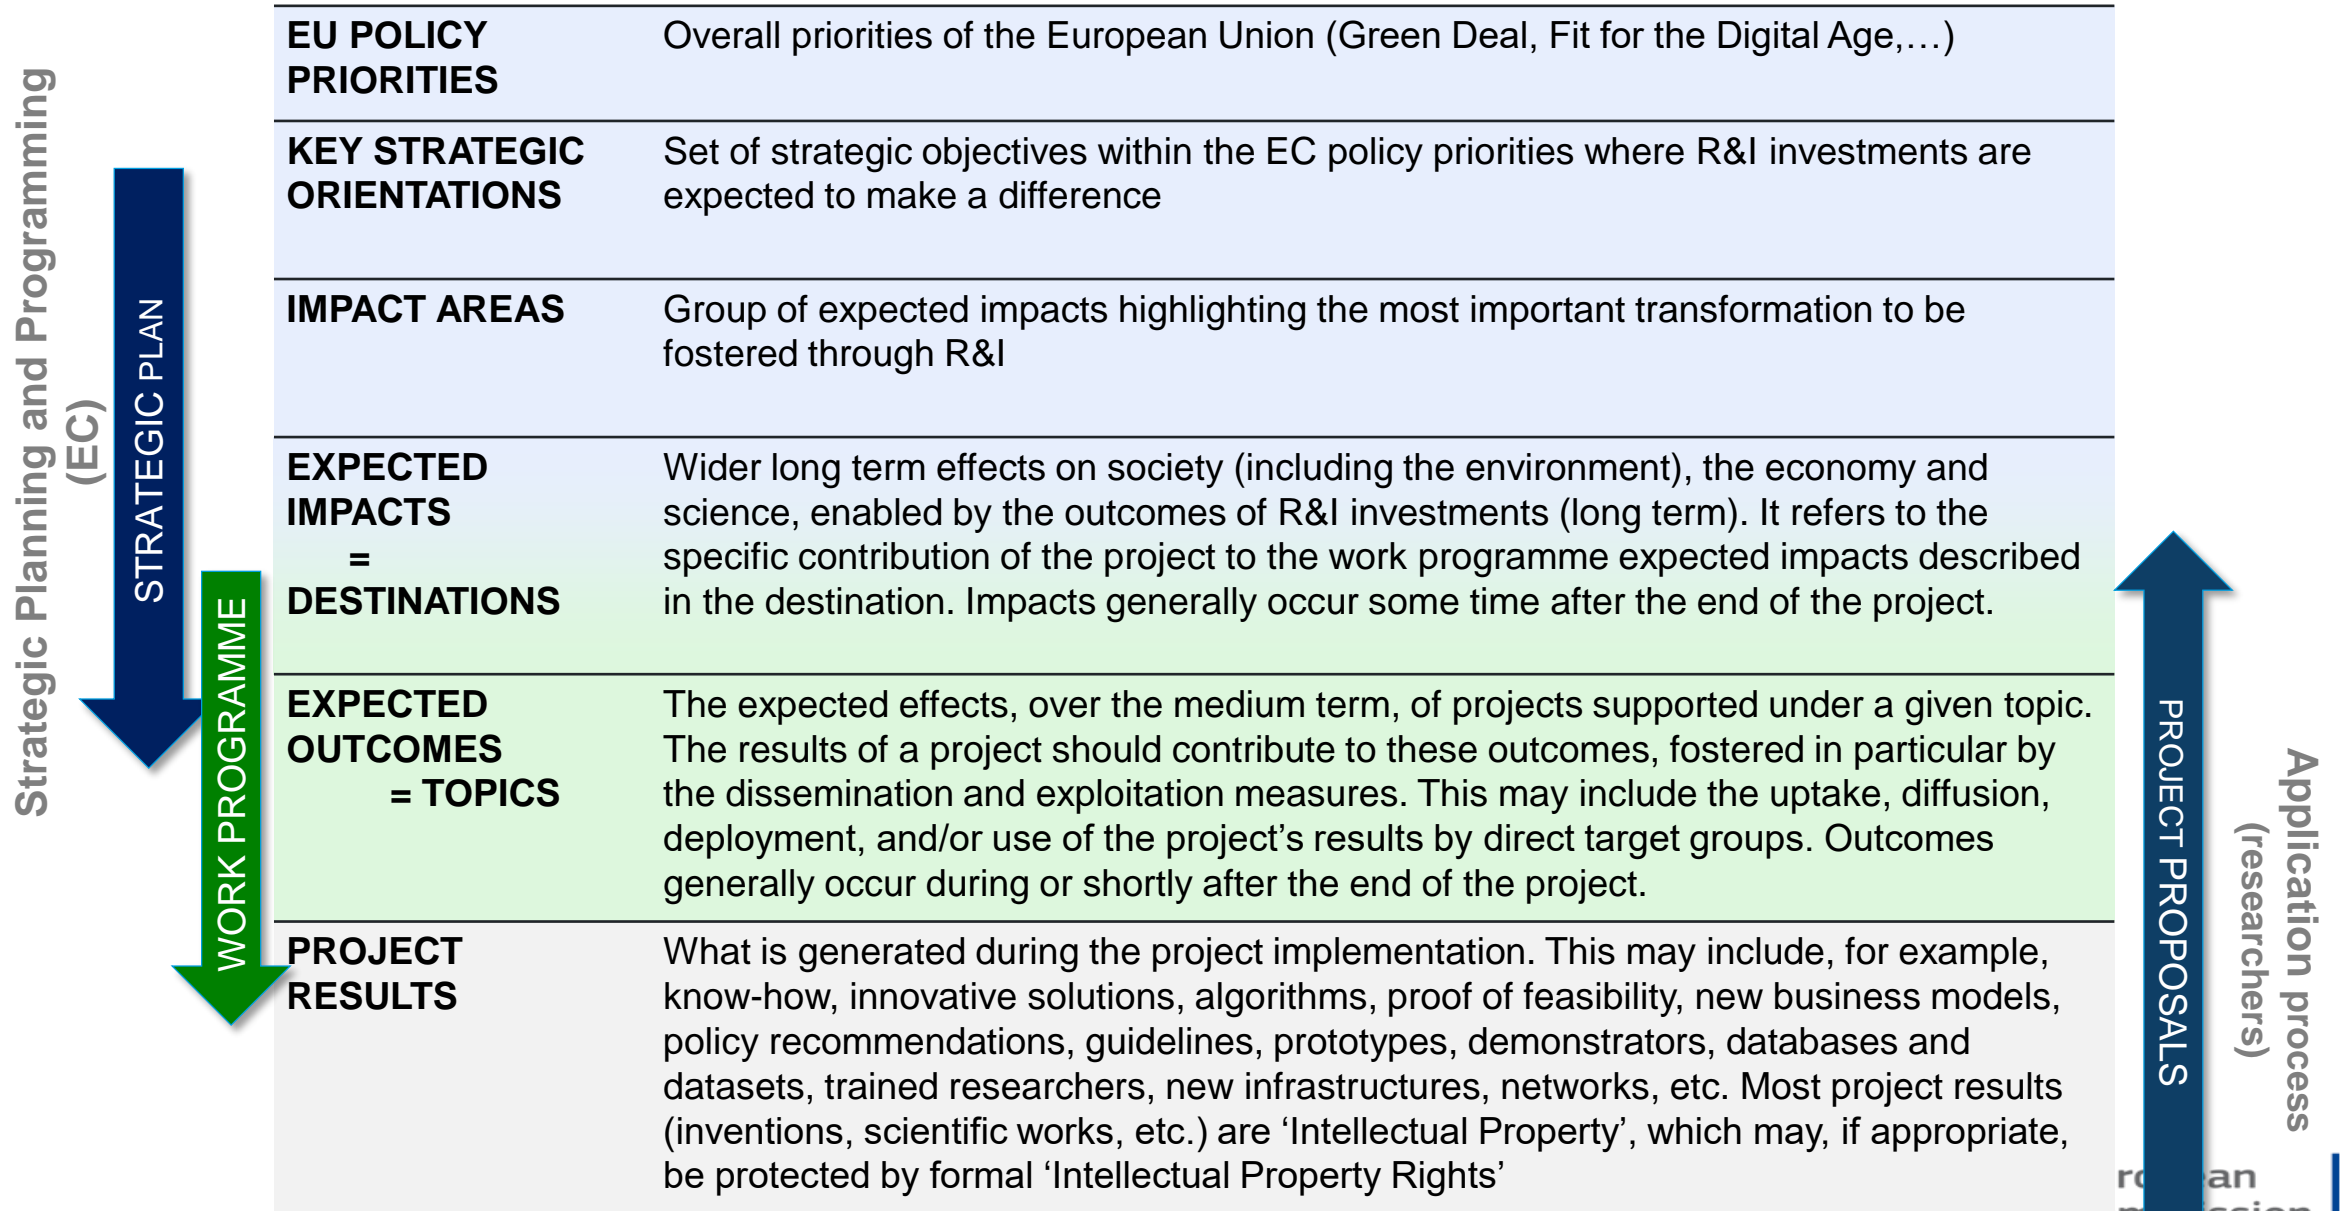 Strategic Planning and Programming
(EC)
STRATEGIC PLAN
WORK PROGRAMME
EU POLICY
PRIORITIES
Overall priorities of the European Union (Green Deal, Fit for the Digital Age,…)
KEY STRATEGIC
ORIENTATIONS
Set of strategic objectives within the EC policy priorities where R&I investments are
expected to make a difference
IMPACT AREAS
Group of expected impacts highlighting the most important transformation to be
fostered through R&I
EXPECTED
IMPACTS
=
DESTINATIONS
Wider long term effects on society (including the environment), the economy and
science, enabled by the outcomes of R&I investments (long term). It refers to the
specific contribution of the project to the work programme expected impacts described
in the destination. Impacts generally occur some time after the end of the project.
EXPECTED
OUTCOMES
= TOPICS
The expected effects, over the medium term, of projects supported under a given topic.
The results of a project should contribute to these outcomes, fostered in particular by
the dissemination and exploitation measures. This may include the uptake, diffusion,
deployment, and/or use of the project’s results by direct target groups. Outcomes
generally occur during or shortly after the end of the project.
PROJECT
RESULTS
What is generated during the project implementation. This may include, for example,
know-how, innovative solutions, algorithms, proof of feasibility, new business models,
policy recommendations, guidelines, prototypes, demonstrators, databases and
datasets, trained researchers, new infrastructures, networks, etc. Most project results
(inventions, scientific works, etc.) are ‘Intellectual Property’, which may, if appropriate,
be protected by formal ‘Intellectual Property Rights’
PROJECT PROPOSALS
Application process
(researchers)